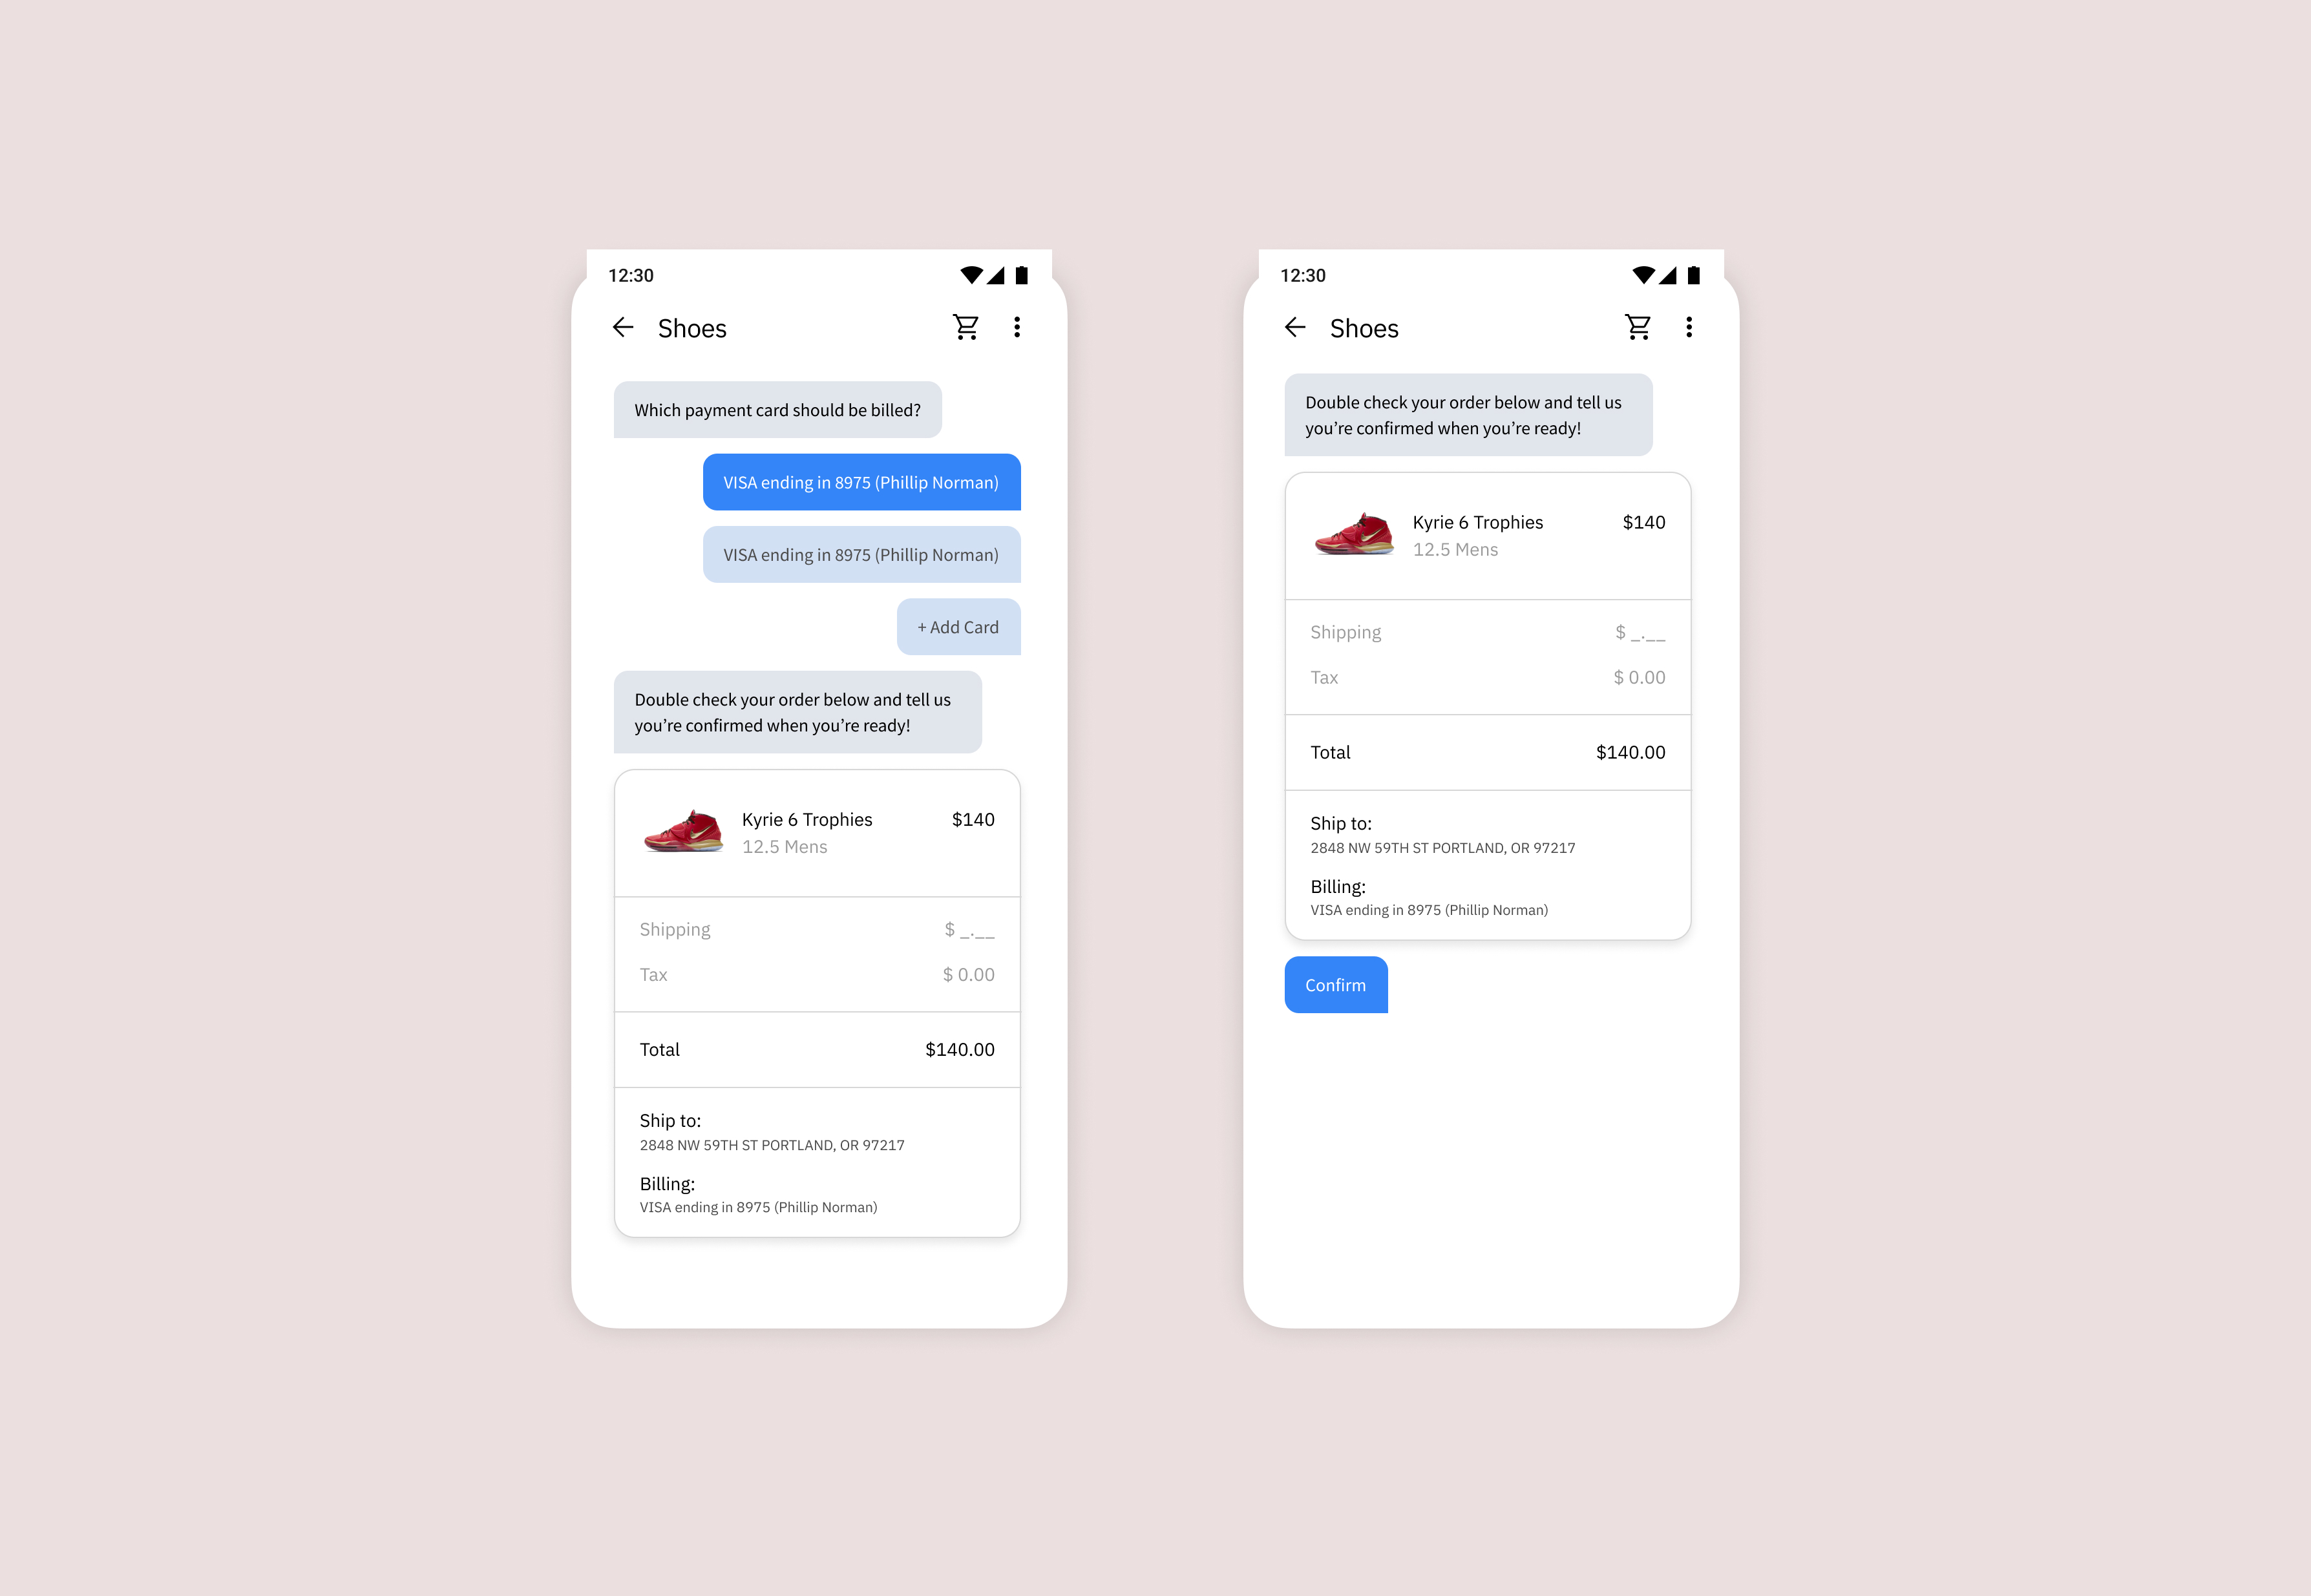 12:30
Shoes
Which payment card should be billed?
VISA ending in 8975 (Phillip Norman)
VISA ending in 8975 (Phillip Norman)
+ Add Card
Double check your order below and tell us
you’re confirmed when you’re ready!
Kyrie 6 Trophies $140
12.5 Mens
Shipping $ _.__
Tax $ 0.00
Total $140.00
Ship to:
2848 NW 59TH ST PORTLAND, OR 97217
Billing:
VISA ending in 8975 (Phillip Norman)
12:30
Shoes
Double check your order below and tell us
you’re confirmed when you’re ready!
Kyrie 6 Trophies $140
12.5 Mens
Shipping $ _.__
Tax $ 0.00
Total $140.00
Ship to:
2848 NW 59TH ST PORTLAND, OR 97217
Billing:
VISA ending in 8975 (Phillip Norman)
Confirm